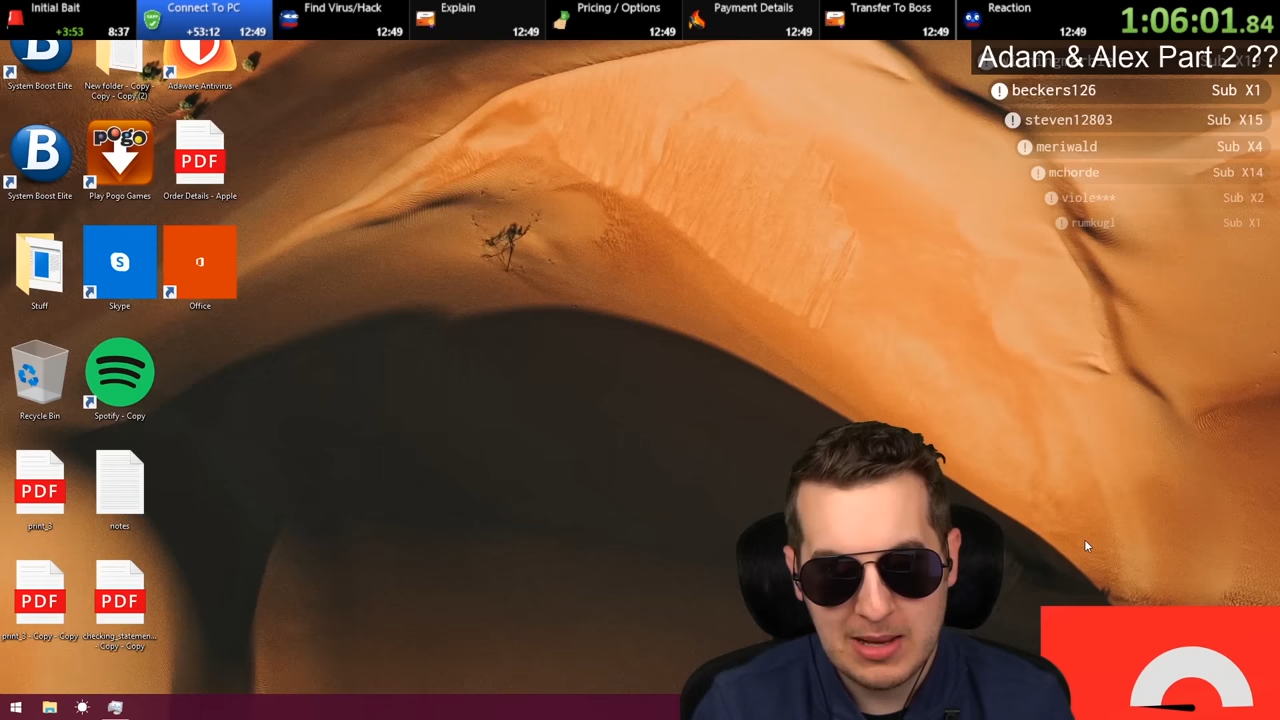 Initial Bait
+3:53 8:37
Connect To PC
+53:12 12:49
Find Virus/Hack
12:49
Explain
12:49
Pricing / Options
12:49
Payment Details
12:49
Transfer To Boss
12:49
Reaction
12:49
1:06:01.84
Adam & Alex Part 2 ??
beckers126 Sub X1
steven12803 Sub X15
meriwald Sub X4
mchorde Sub X14
viole*** Sub X2
rumkugl Sub X1
System Boost Elite
New folder - Copy -
Copy - Copy (2)
Adaware Antivirus
B
pogo
PDF
System Boost Elite
Play Pogo Games
Order Details - Apple
Stuff
Skype
Office
Recycle Bin
Spotify - Copy
PDF
print_3
notes
PDF
PDF
print_3 - Copy - Copy
checking_statemen...
- Copy - Copy